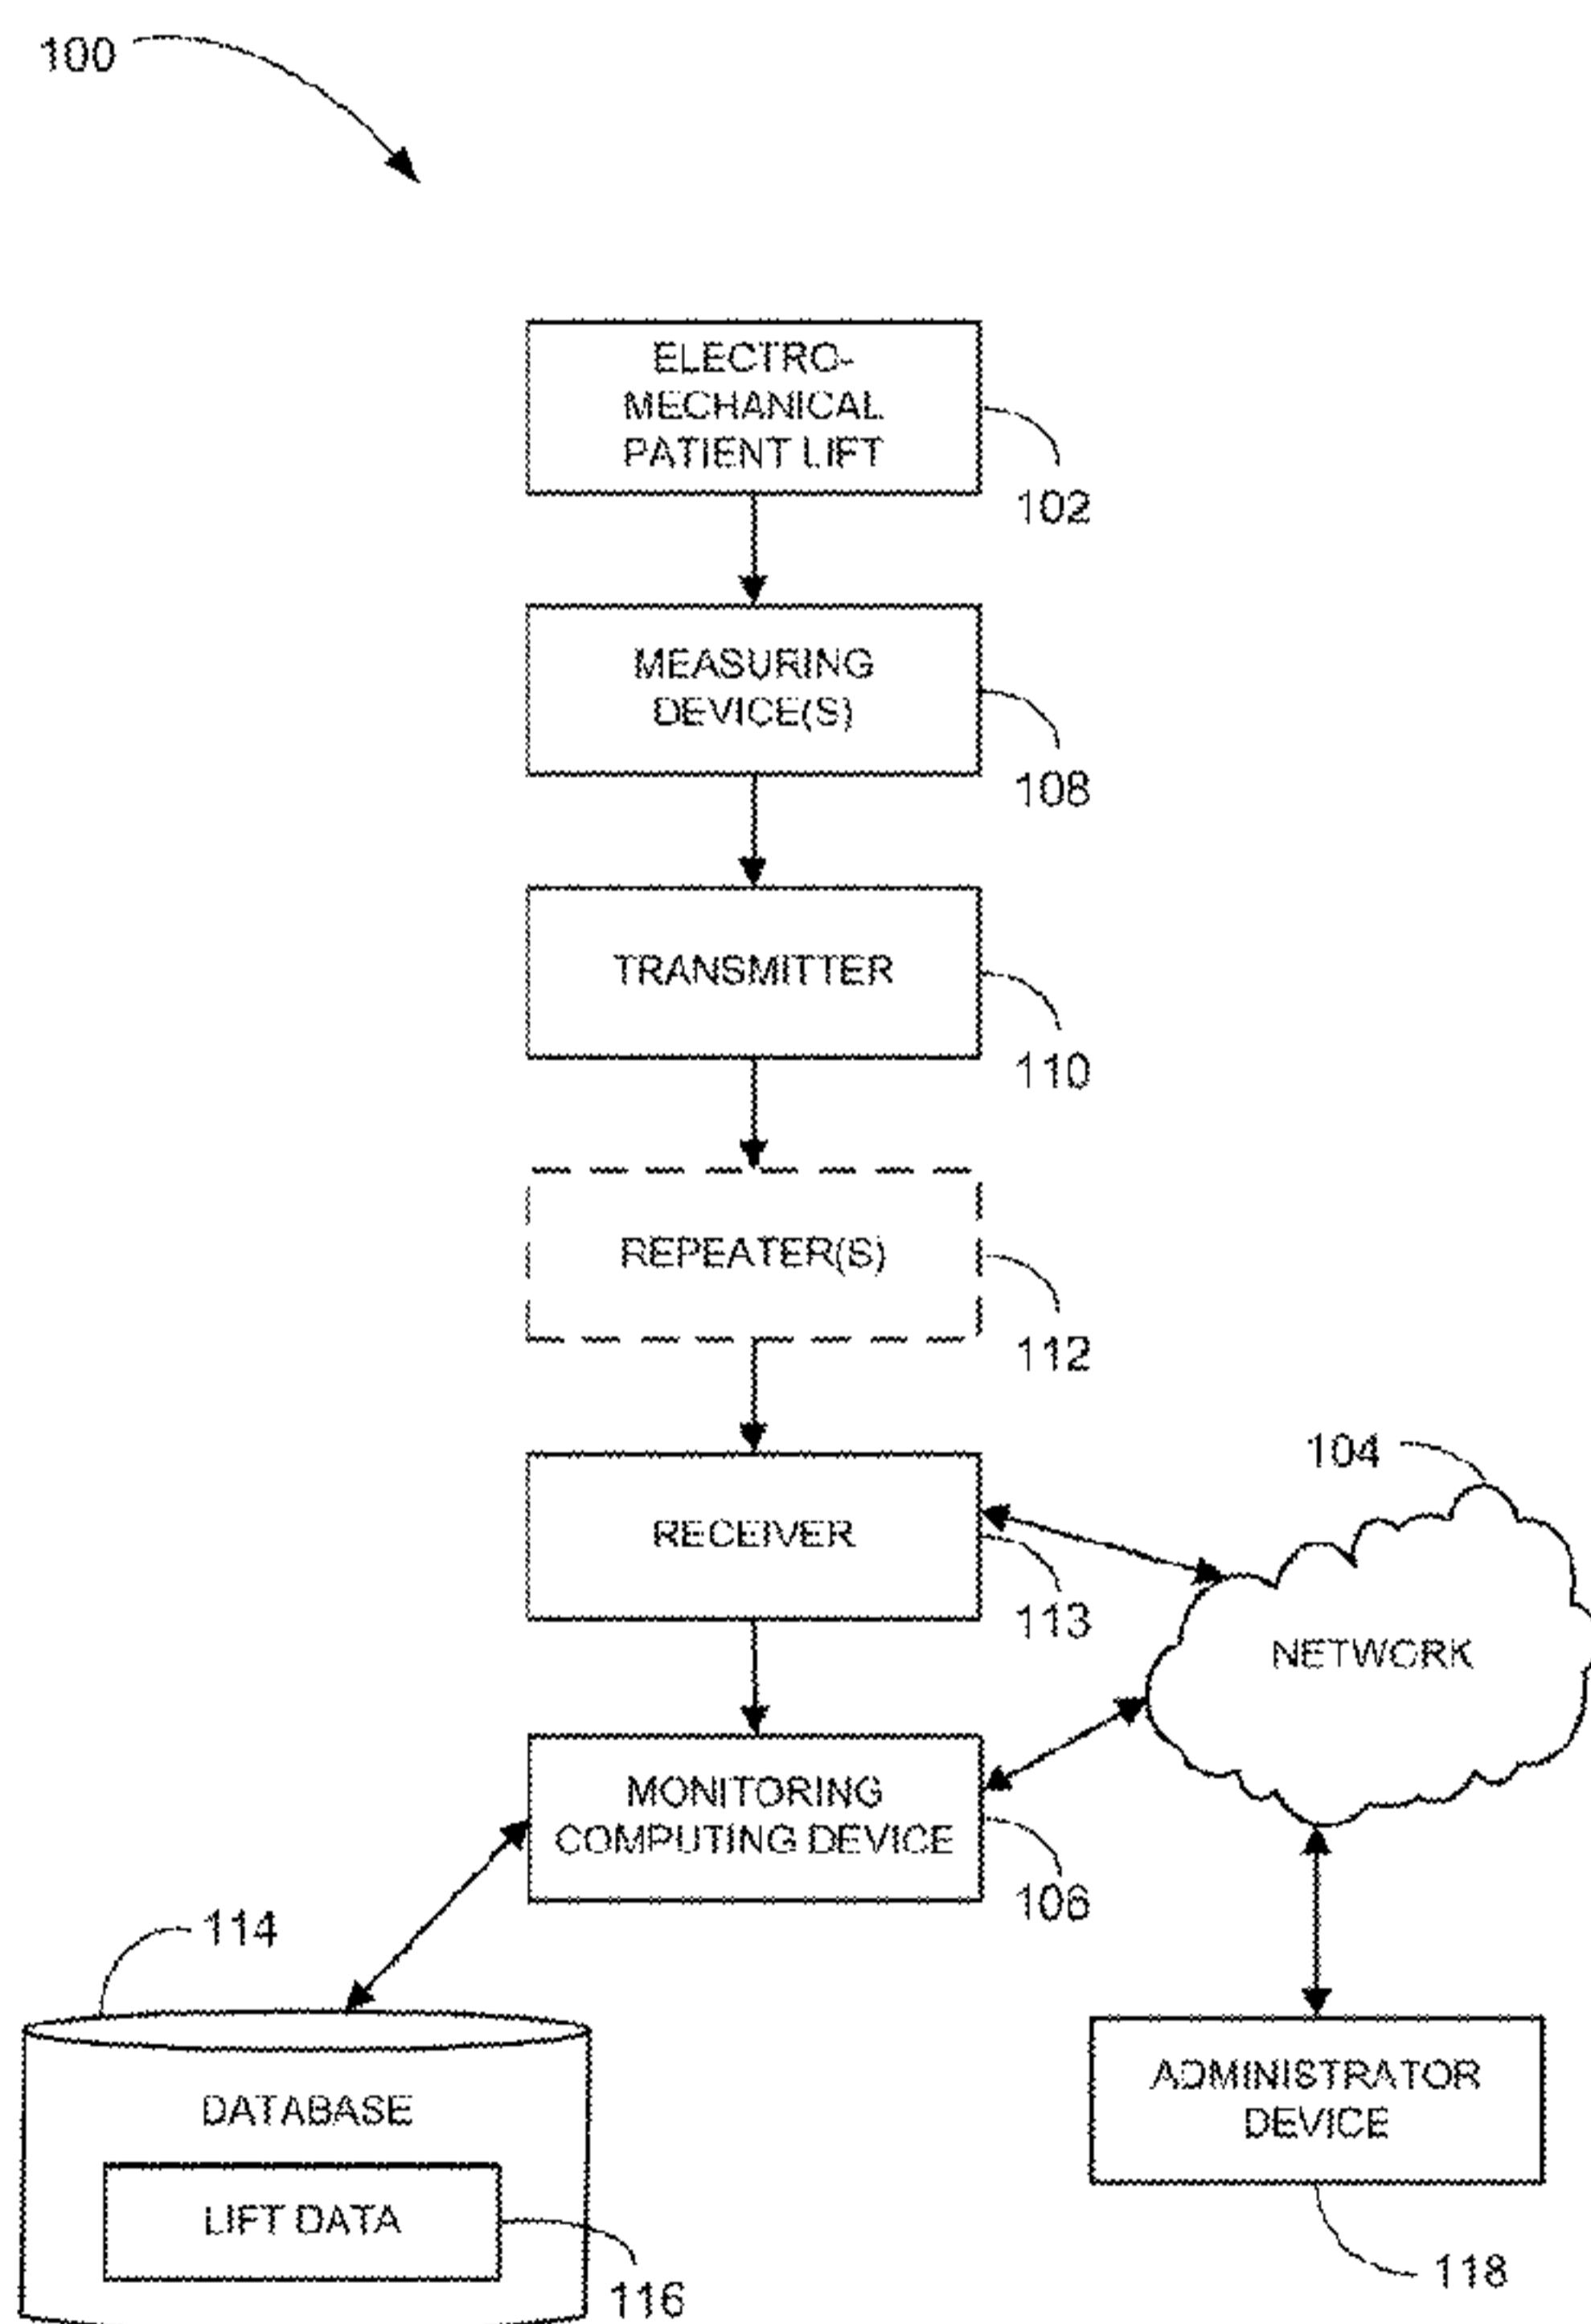 100
ELECTRO-
MECHANICAL
PATIENT LIFT
102
MEASURING
DEVICE(S)
108
TRANSMITTER
110
REPEATER(S)
112
104
RECEIVER
113
NETWORK
MONITORING
COMPUTING DEVICE
106
114
DATABASE
ADMINISTRATOR
DEVICE
LIFT DATA
116
118